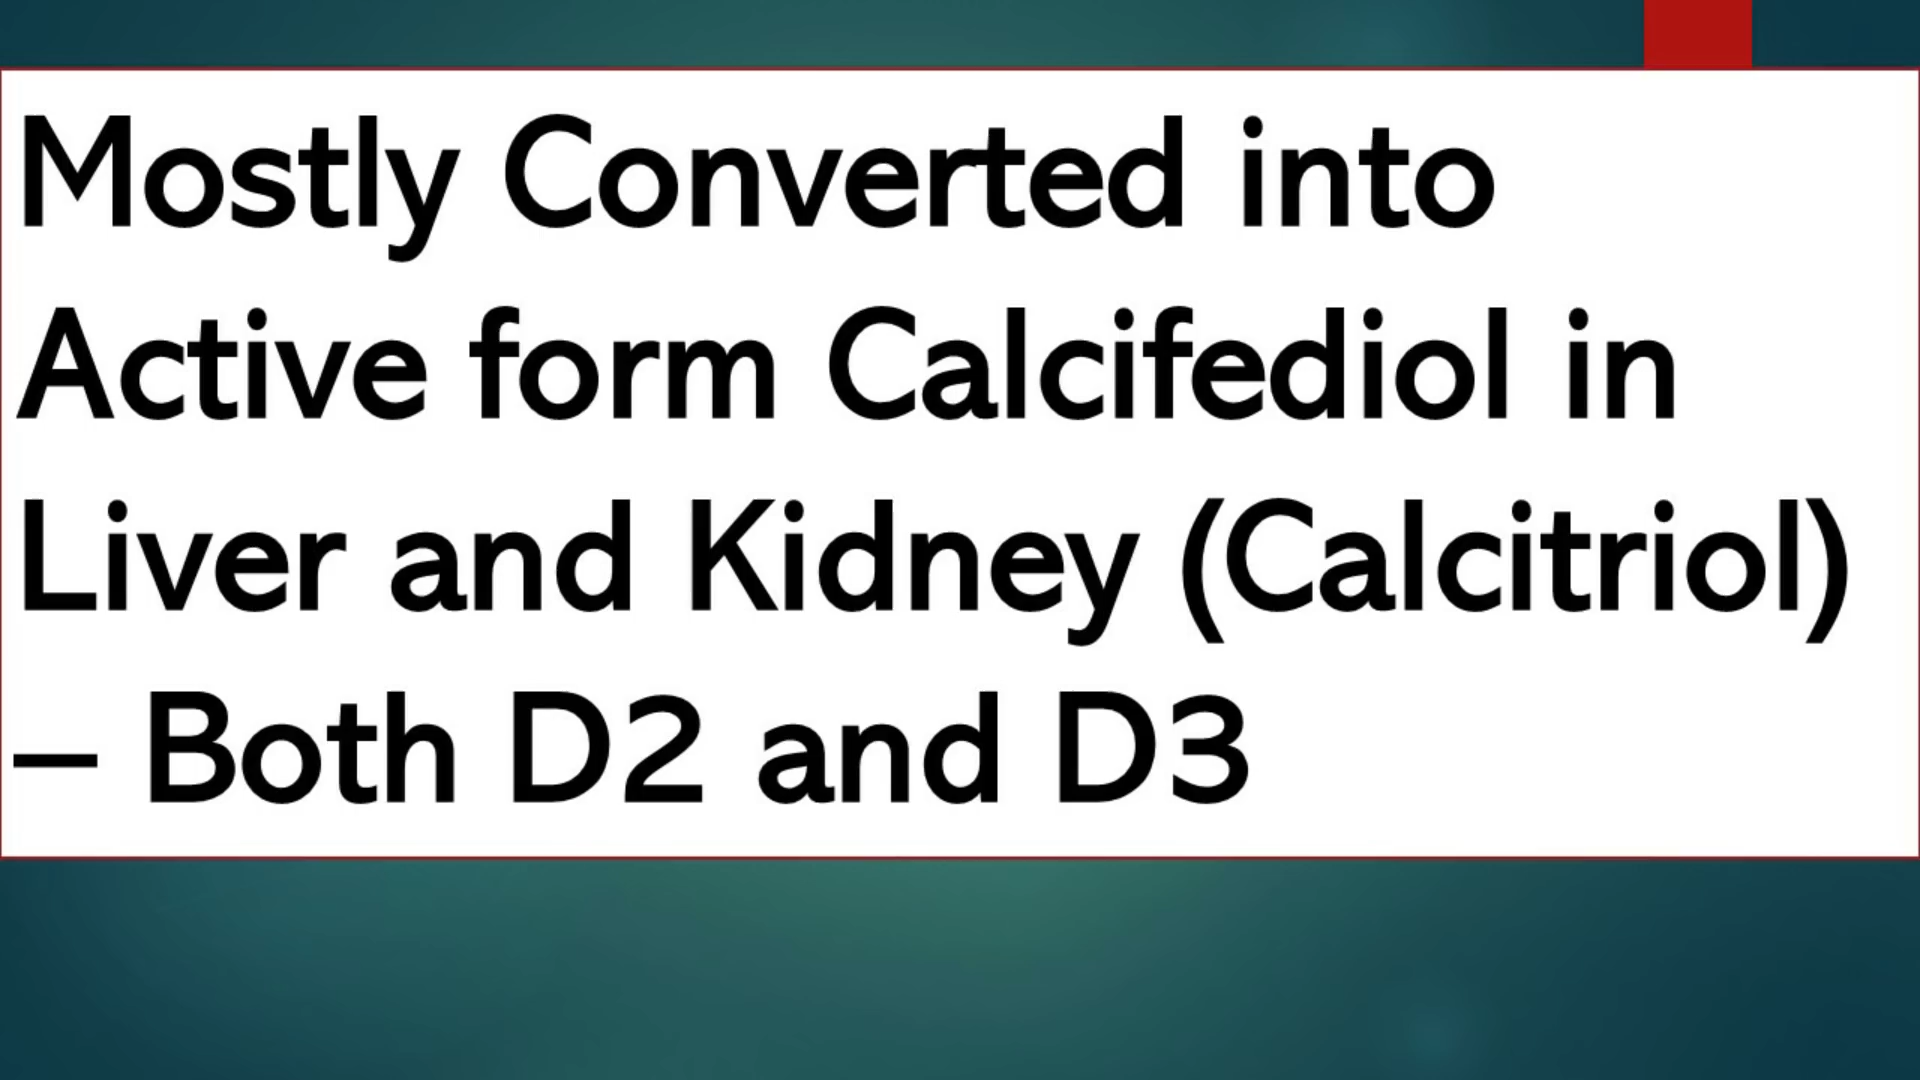 Mostly Converted into
Active form Calcifediol in
Liver and Kidney (Calcitriol)
– Both D2 and D3